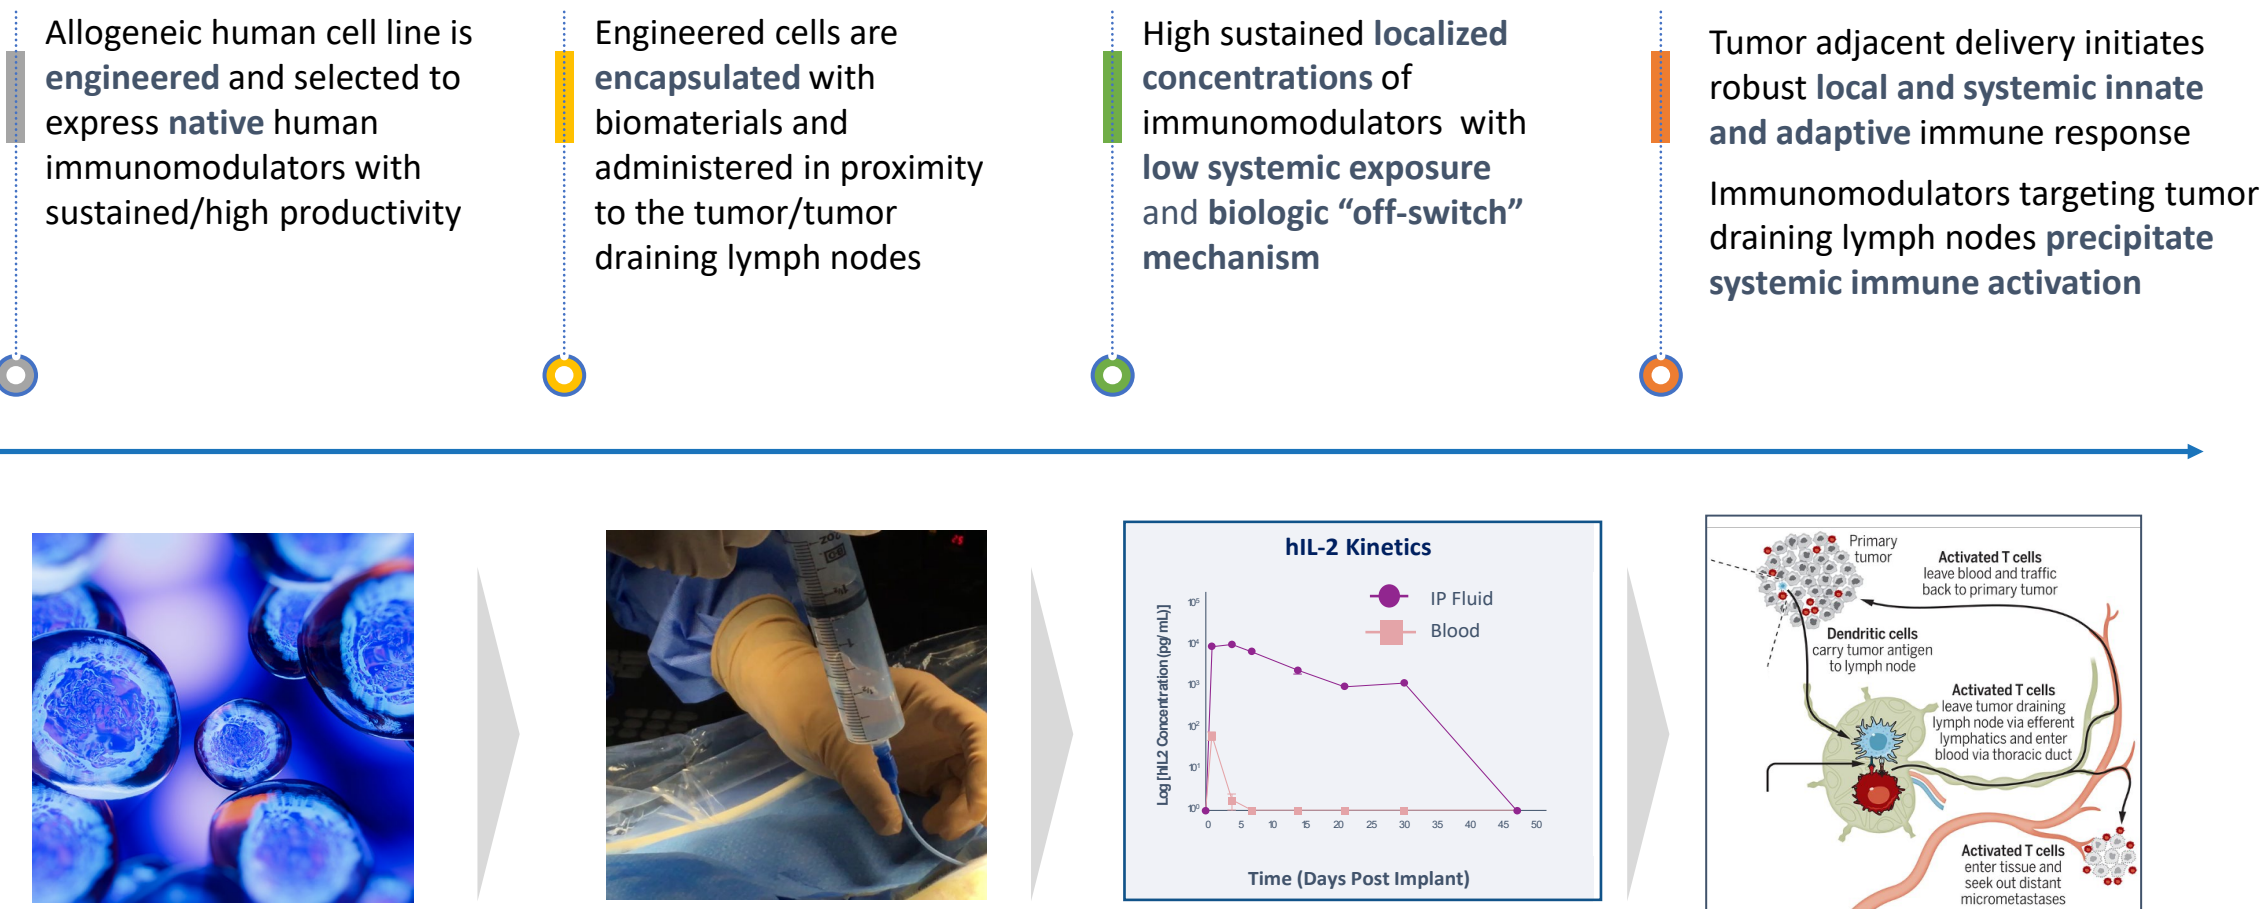 Allogeneic human cell line is
engineered and selected to
express native human
immunomodulators with
sustained/high productivity
Engineered cells are
encapsulated with
biomaterials and
administered in proximity
to the tumor/tumor
draining lymph nodes
High sustained localized
concentrations of
immunomodulators with
low systemic exposure
and biologic “off-switch”
mechanism
Tumor adjacent delivery initiates
robust local and systemic innate
and adaptive immune response
Immunomodulators targeting tumor
draining lymph nodes precipitate
systemic immune activation
hIL-2 Kinetics
IP Fluid
Blood
Log [hIL2 Concentration (pg/mL)]
10⁵
10⁴
10³
10²
10¹
10⁰
0 5 10 15 20 25 30 35 40 45 50
Time (Days Post Implant)
Primary
tumor
Activated T cells
leave blood and traffic
back to primary tumor
Dendritic cells
carry tumor antigen
to lymph node
Activated T cells
leave tumor draining
lymph node via efferent
lymphatics and enter
blood via thoracic duct
Activated T cells
enter tissue and
seek out distant
micrometastases